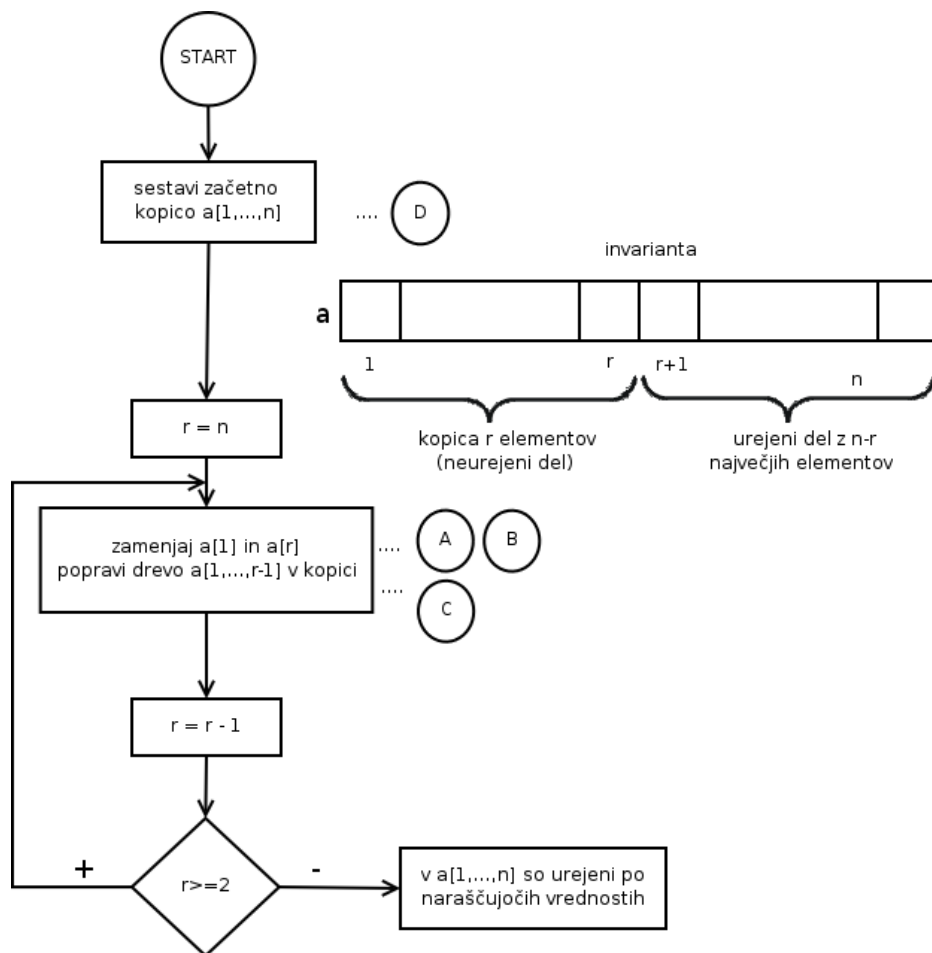 START
sestavi začetno
kopico a[1,...,n]
.... D
invarianta
a
1 r r+1 n
kopica r elementov
(neurejeni del)
urejeni del z n-r
največjih elementov
r = n
zamenjaj a[1] in a[r]
popravi drevo a[1,...,r-1] v kopici
.... A B
.... C
r = r - 1
r>=2
+
-
v a[1,...,n] so urejeni po
naraščujočih vrednostih